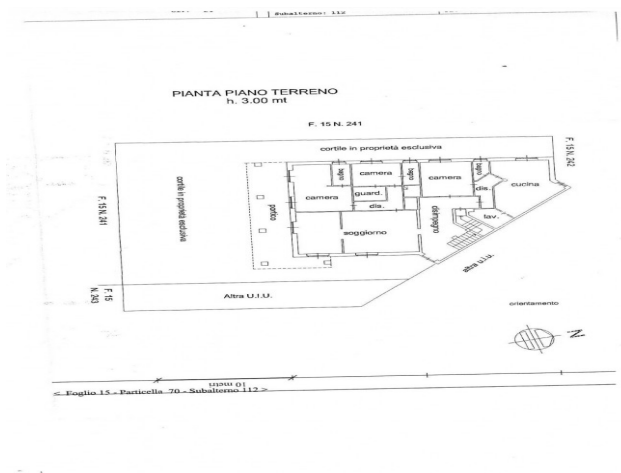 Subalterno: 112
PIANTA PIANO TERRENO
h. 3.00 mt
F. 15 N. 241
cortile in proprietà esclusiva
F. 15 N. 242
F. 15 N. 241
cortile in proprietà esclusiva
portico
camera
bagno
camera
guard.
dis.
bagno
camera
bagno
dis.
cucina
soggiorno
disimpegno
lav.
altra u.i.u.
F. 15
N. 243
Altra U.I.U.
orientamento
N
10 metri
< Foglio 15 - Particella 70 - Subalterno 112 >